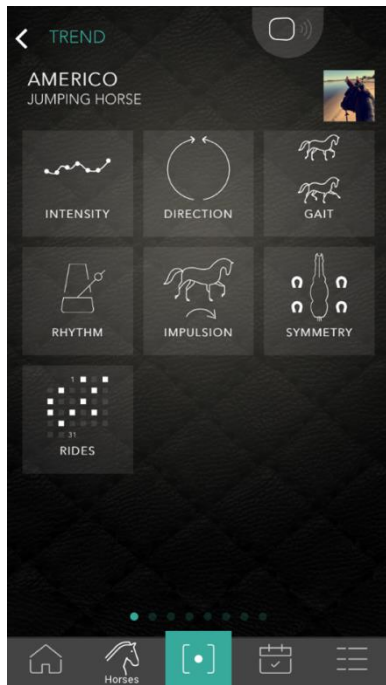 TREND
AMERICO
JUMPING HORSE
INTENSITY
DIRECTION
GAIT
RHYTHM
IMPULSION
SYMMETRY
1
31
RIDES
Horses